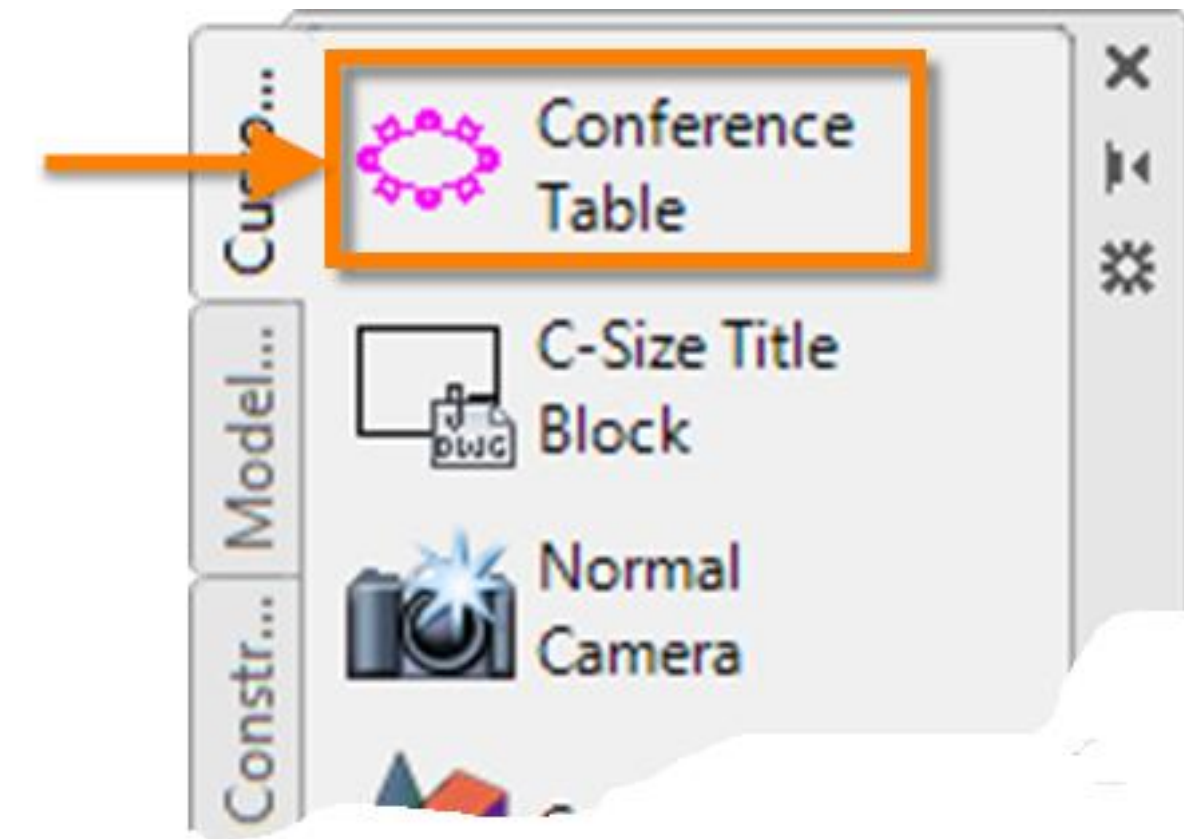 Conference
Table
C-Size Title
Block
DWG
Normal
Camera
Model...
Constr...